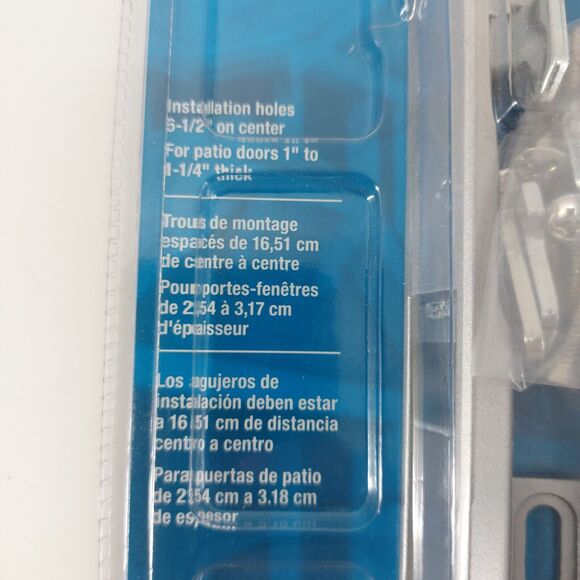 Installation holes
6-1/2" on center
For patio doors 1" to
1-1/4" thick
Trous de montage
espacés de 16,51 cm
de centre à centre
Pour portes-fenêtres
de 2,54 à 3,17 cm
d'épaisseur
Los agujeros de
instalación deben estar
a 16,51 cm de distancia
centro a centro
Para puertas de patio
de 2,54 cm a 3,18 cm
de espesor